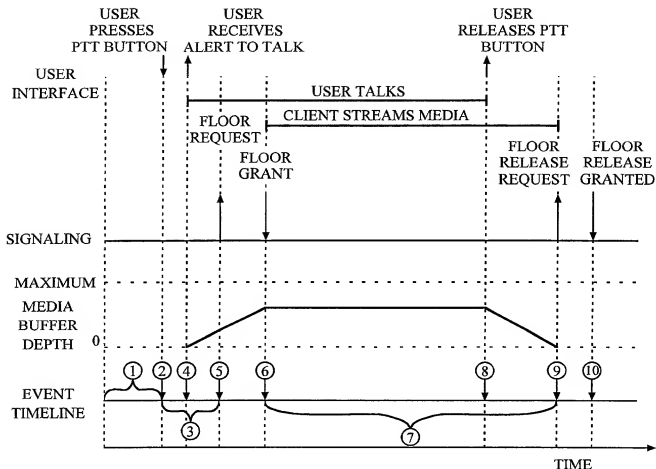 USER
PRESSES
PTT BUTTON
USER
RECEIVES
ALERT TO TALK
USER
RELEASES PTT
BUTTON
USER
INTERFACE
USER TALKS
CLIENT STREAMS MEDIA
FLOOR
REQUEST
FLOOR
GRANT
FLOOR
RELEASE
REQUEST
FLOOR
RELEASE
GRANTED
SIGNALING
MAXIMUM
MEDIA
BUFFER
DEPTH
0
1
2
4
5
6
8
9
10
EVENT
TIMELINE
3
7
TIME